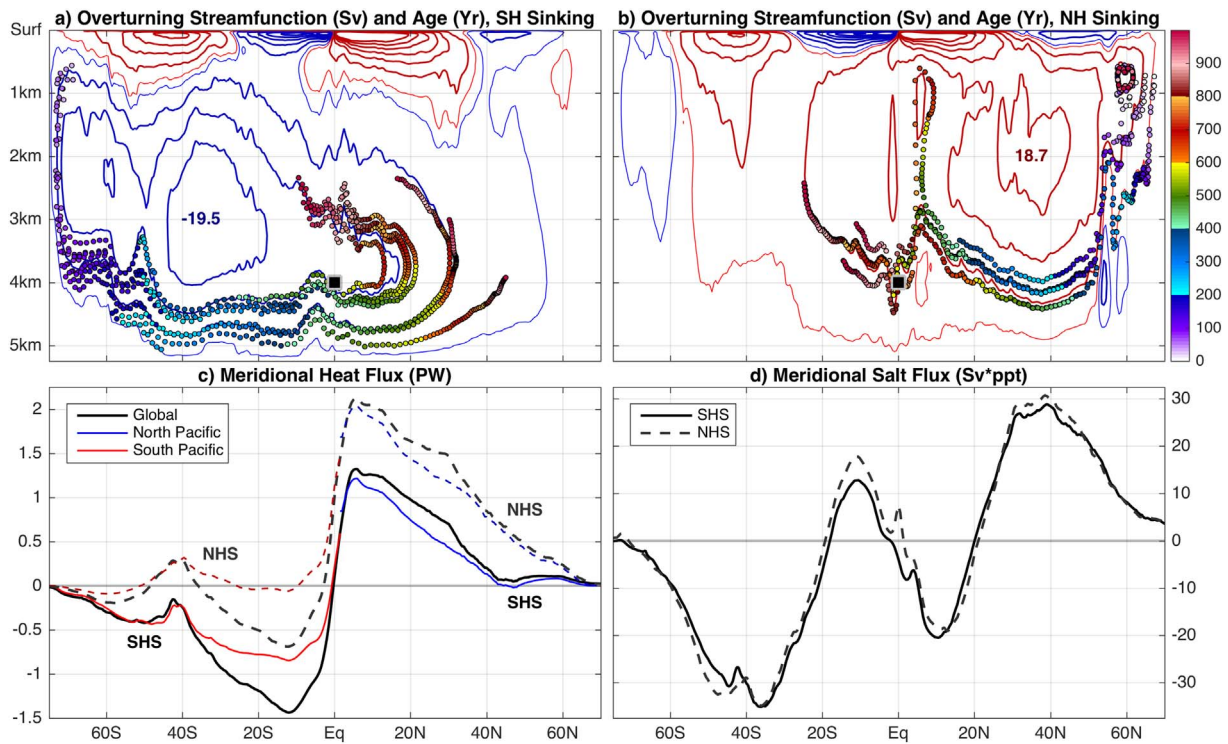 a) Overturning Streamfunction (Sv) and Age (Yr), SH Sinking
b) Overturning Streamfunction (Sv) and Age (Yr), NH Sinking
Surf
1km
2km
3km
4km
5km
-19.5
18.7
900
800
700
600
500
400
300
200
100
0
c) Meridional Heat Flux (PW)
d) Meridional Salt Flux (Sv*ppt)
2
1.5
1
0.5
0
-0.5
-1
-1.5
Global
North Pacific
South Pacific
NHS
NHS
SHS
SHS
60S 40S 20S Eq 20N 40N 60N
SHS
NHS
30
20
10
0
-10
-20
-30
60S 40S 20S Eq 20N 40N 60N